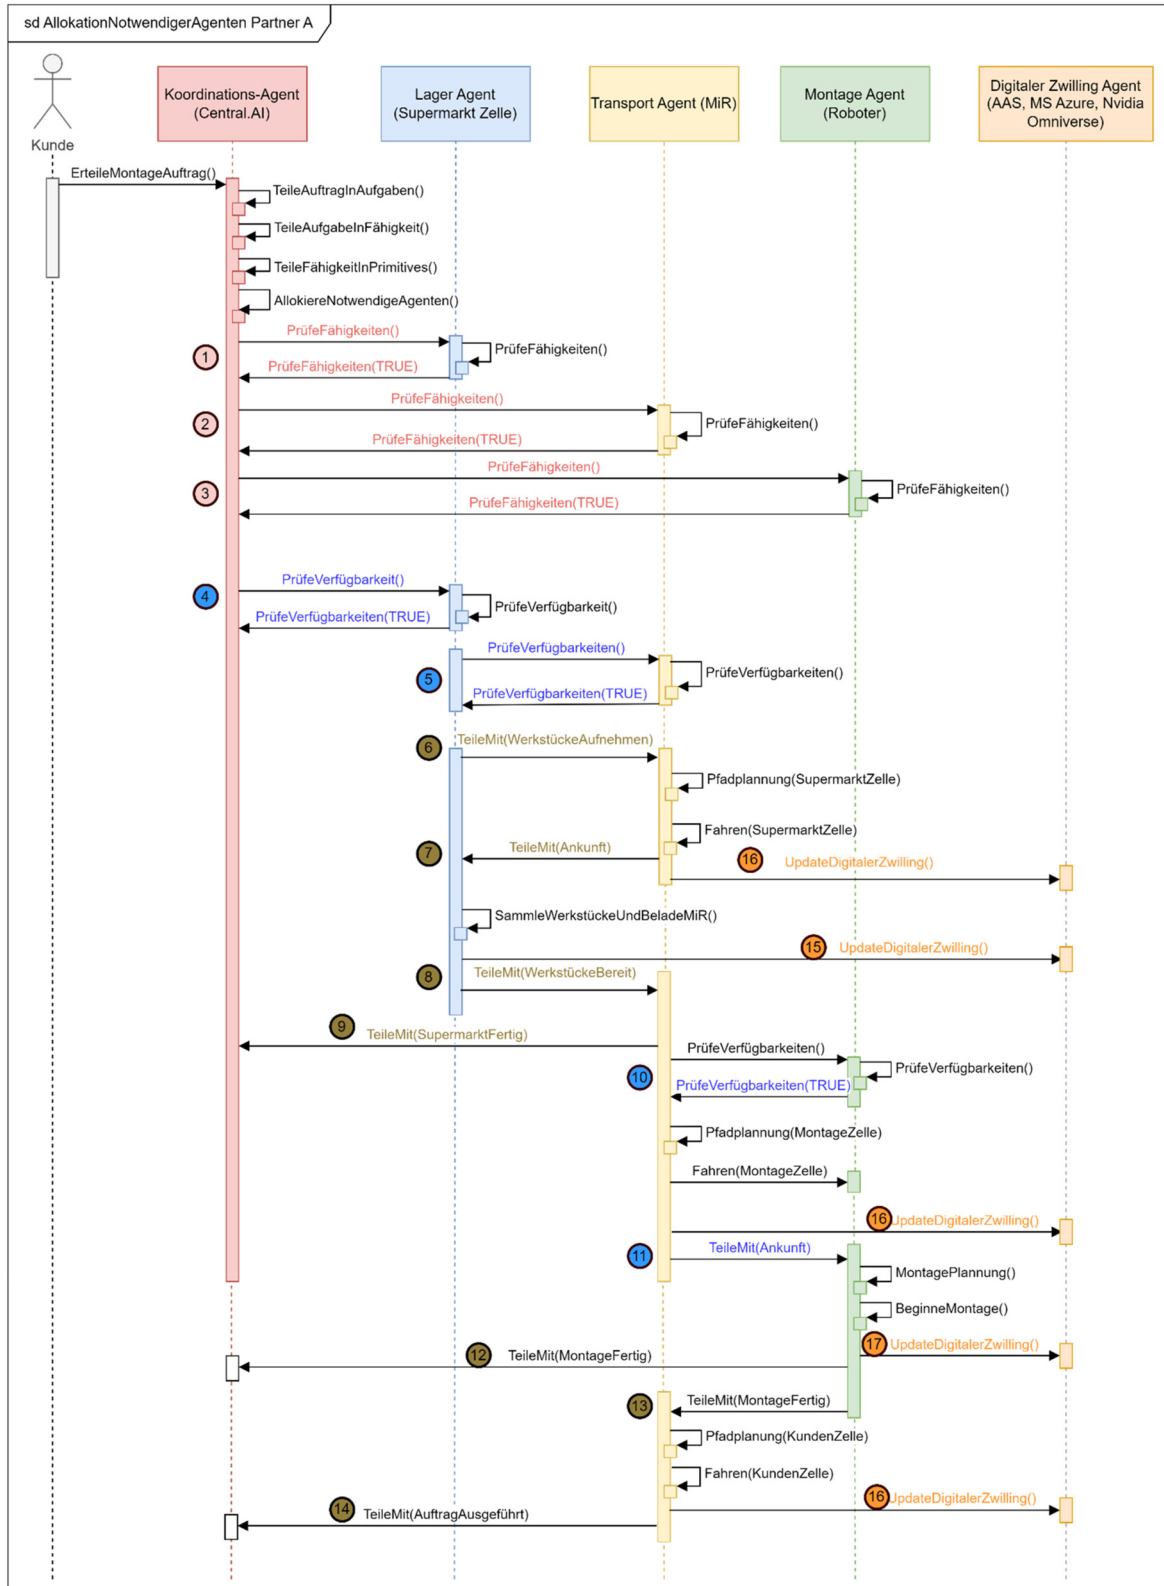 sd AllokationNotwendigerAgenten Partner A
Kunde
Koordinations-Agent
(Central.AI)
Lager Agent
(Supermarkt Zelle)
Transport Agent (MiR)
Montage Agent
(Roboter)
Digitaler Zwilling Agent
(AAS, MS Azure, Nvidia
Omniverse)
ErteileMontageAuftrag()
TeileAuftragInAufgaben()
TeileAufgabeInFähigkeit()
TeileFähigkeitInPrimitives()
AllokiereNotwendigeAgenten()
PrüfeFähigkeiten()
1
PrüfeFähigkeiten()
PrüfeFähigkeiten(TRUE)
PrüfeFähigkeiten()
2
PrüfeFähigkeiten()
PrüfeFähigkeiten(TRUE)
PrüfeFähigkeiten()
3
PrüfeFähigkeiten()
PrüfeFähigkeiten(TRUE)
PrüfeVerfügbarkeit()
4
PrüfeVerfügbarkeit()
PrüfeVerfügbarkeiten(TRUE)
PrüfeVerfügbarkeiten()
5
PrüfeVerfügbarkeiten()
PrüfeVerfügbarkeiten(TRUE)
6
TeileMit(WerkstückeAufnehmen)
Pfadplannung(SupermarktZelle)
Fahren(SupermarktZelle)
7
TeileMit(Ankunft)
16
UpdateDigitalerZwilling()
SammleWerkstückeUndBeladeMiR()
15
UpdateDigitalerZwilling()
8
TeileMit(WerkstückeBereit)
9
TeileMit(SupermarktFertig)
PrüfeVerfügbarkeiten()
PrüfeVerfügbarkeiten()
10
PrüfeVerfügbarkeiten(TRUE)
Pfadplannung(MontageZelle)
Fahren(MontageZelle)
16
UpdateDigitalerZwilling()
11
TeileMit(Ankunft)
MontagePlannung()
BeginneMontage()
17
UpdateDigitalerZwilling()
12
TeileMit(MontageFertig)
13
TeileMit(MontageFertig)
Pfadplanung(KundenZelle)
Fahren(KundenZelle)
16
UpdateDigitalerZwilling()
14
TeileMit(AuftragAusgeführt)